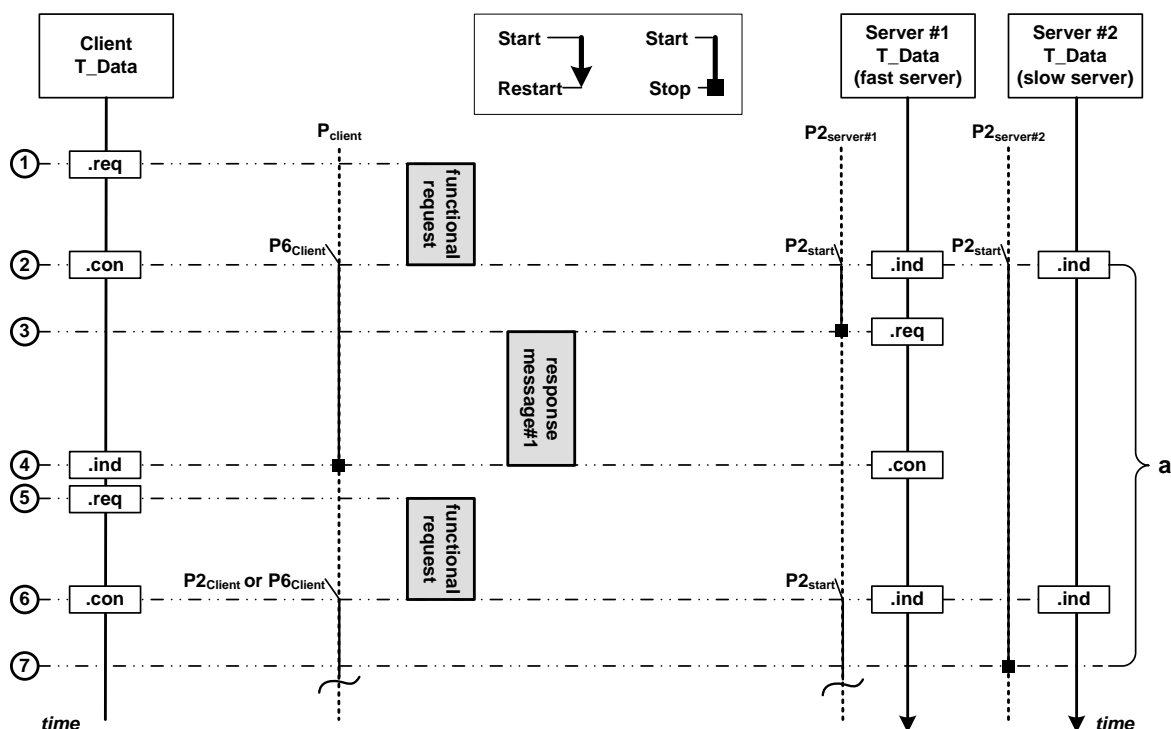 Client
T_Data
Start
Restart
Start
Stop
Server #1
T_Data
(fast server)
Server #2
T_Data
(slow server)
Pclient
P2server#1
P2server#2
1
.req
functional
request
2
.con
P6Client
P2start
.ind
P2start
.ind
3
.req
response
message#1
4
.ind
.con
a
5
.req
functional
request
6
.con
P2Client or P6Client
P2start
.ind
.ind
7
time
time